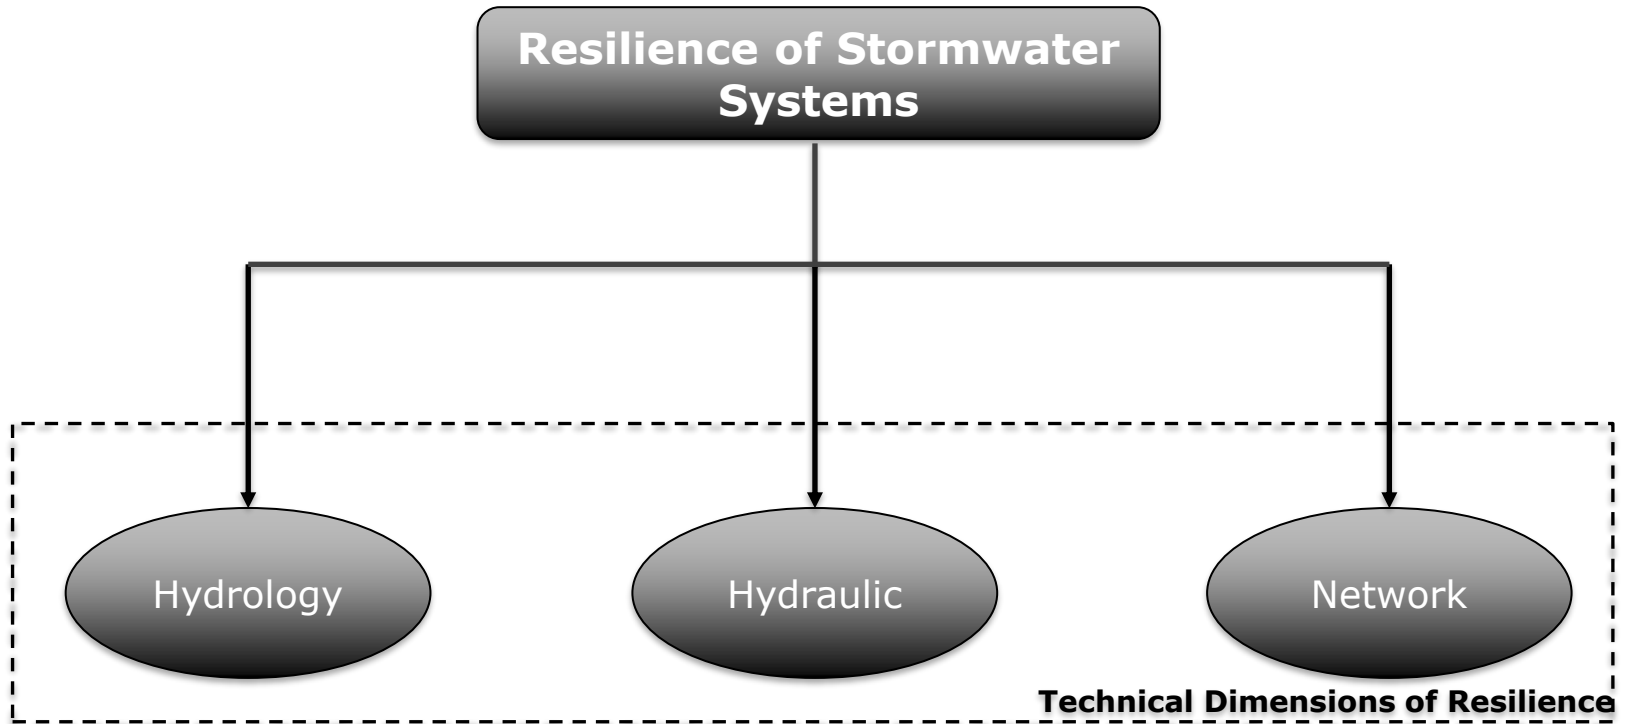 Resilience of Stormwater
Systems
Hydrology
Hydraulic
Network
Technical Dimensions of Resilience